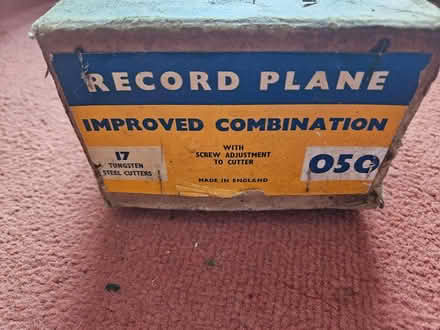 RECORD PLANE
IMPROVED COMBINATION
17
TUNGSTEN
STEEL CUTTERS
WITH
SCREW ADJUSTMENT
TO CUTTER
MADE IN ENGLAND
050